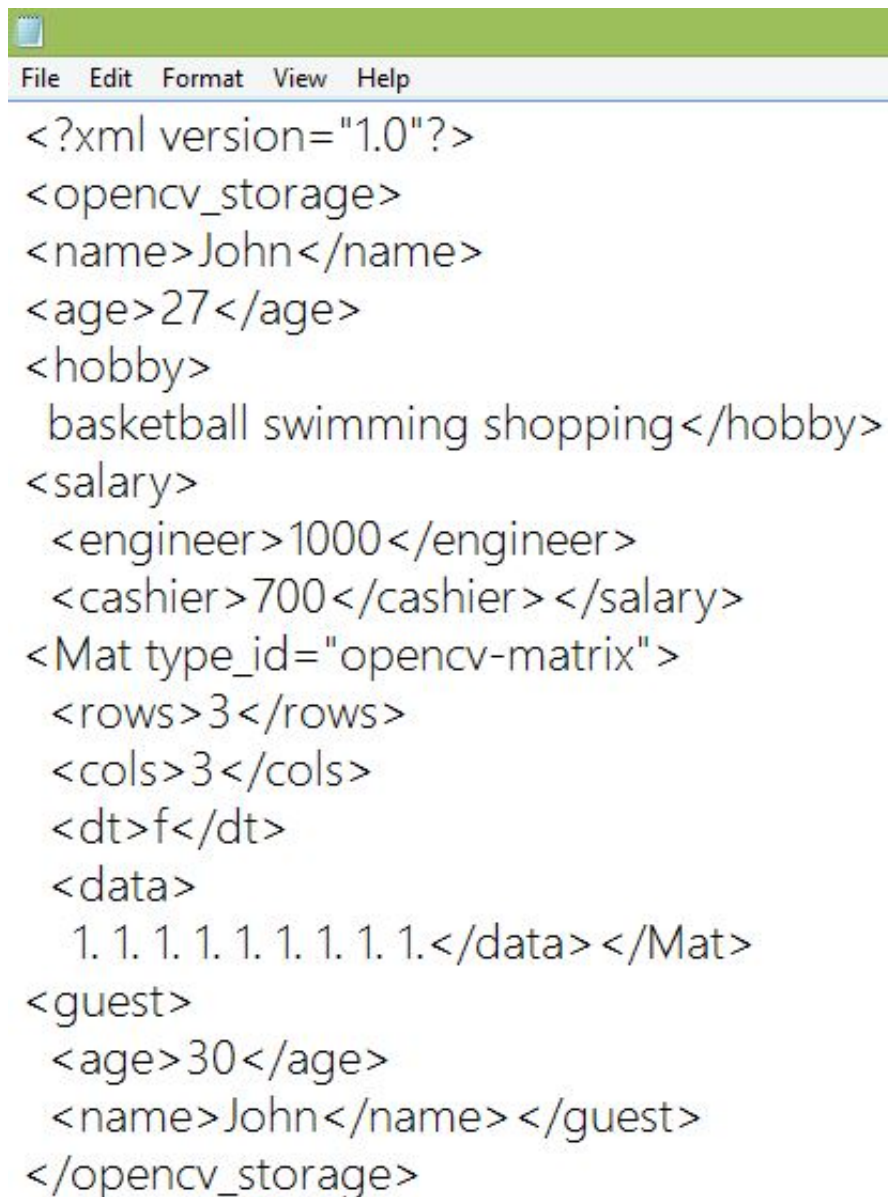 File Edit Format View Help
<?xml version="1.0"?>
<opencv_storage>
<name>John</name>
<age>27</age>
<hobby>
 basketball swimming shopping</hobby>
<salary>
 <engineer>1000</engineer>
 <cashier>700</cashier></salary>
<Mat type_id="opencv-matrix">
 <rows>3</rows>
 <cols>3</cols>
 <dt>f</dt>
 <data>
  1. 1. 1. 1. 1. 1. 1. 1. 1.</data></Mat>
<guest>
 <age>30</age>
 <name>John</name></guest>
</opencv_storage>